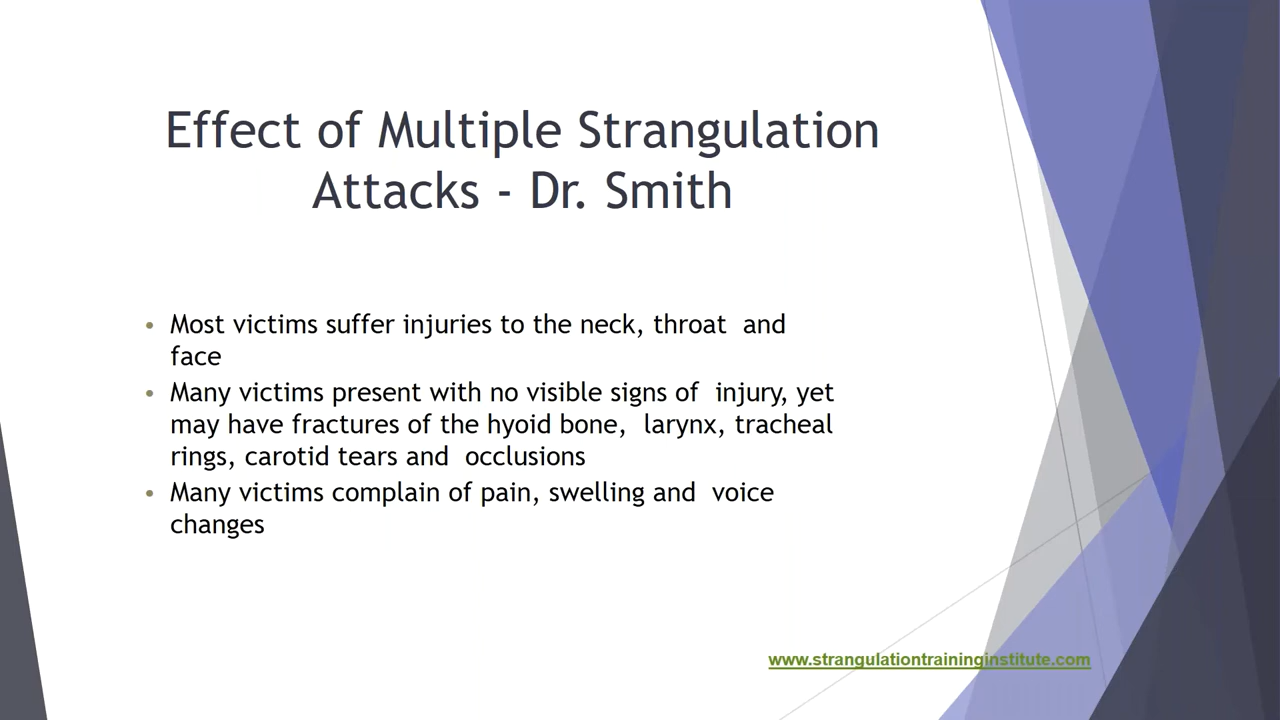 Effect of Multiple Strangulation
Attacks - Dr. Smith
• Most victims suffer injuries to the neck, throat  and
face
• Many victims present with no visible signs of  injury, yet
may have fractures of the hyoid bone,  larynx, tracheal
rings, carotid tears and  occlusions
• Many victims complain of pain, swelling and  voice
changes
www.strangulationtraininginstitute.com